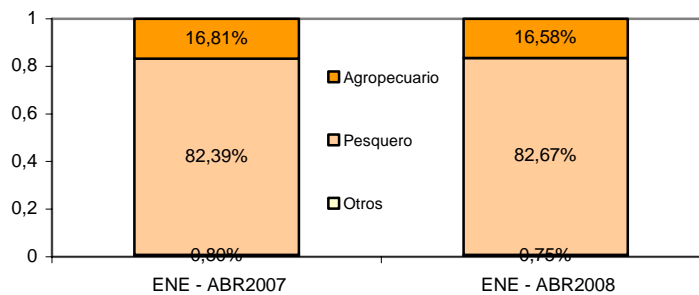 1
0,8
0,6
0,4
0,2
0
16,81%
82,39%
0,80%
Agropecuario
Pesquero
Otros
16,58%
82,67%
0,75%
ENE - ABR2007
ENE - ABR2008